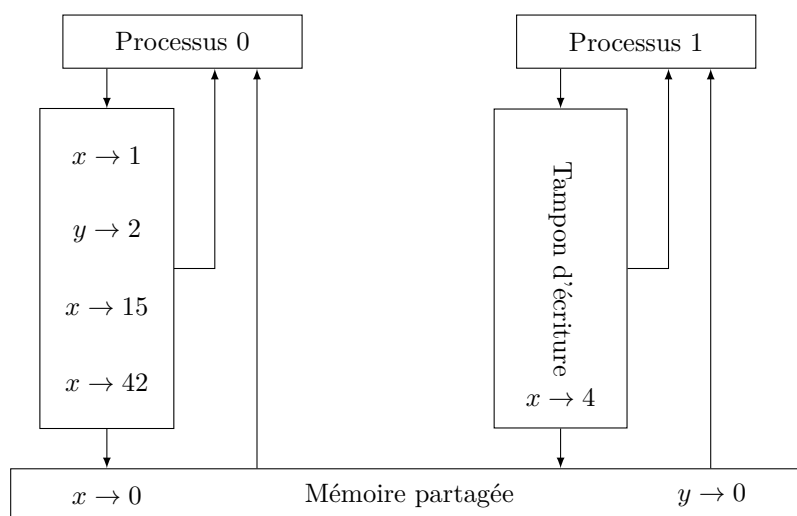 Processus 0
Processus 1
x → 1
y → 2
x → 15
x → 42
Tampon d'écriture
x → 4
x → 0
Mémoire partagée
y → 0